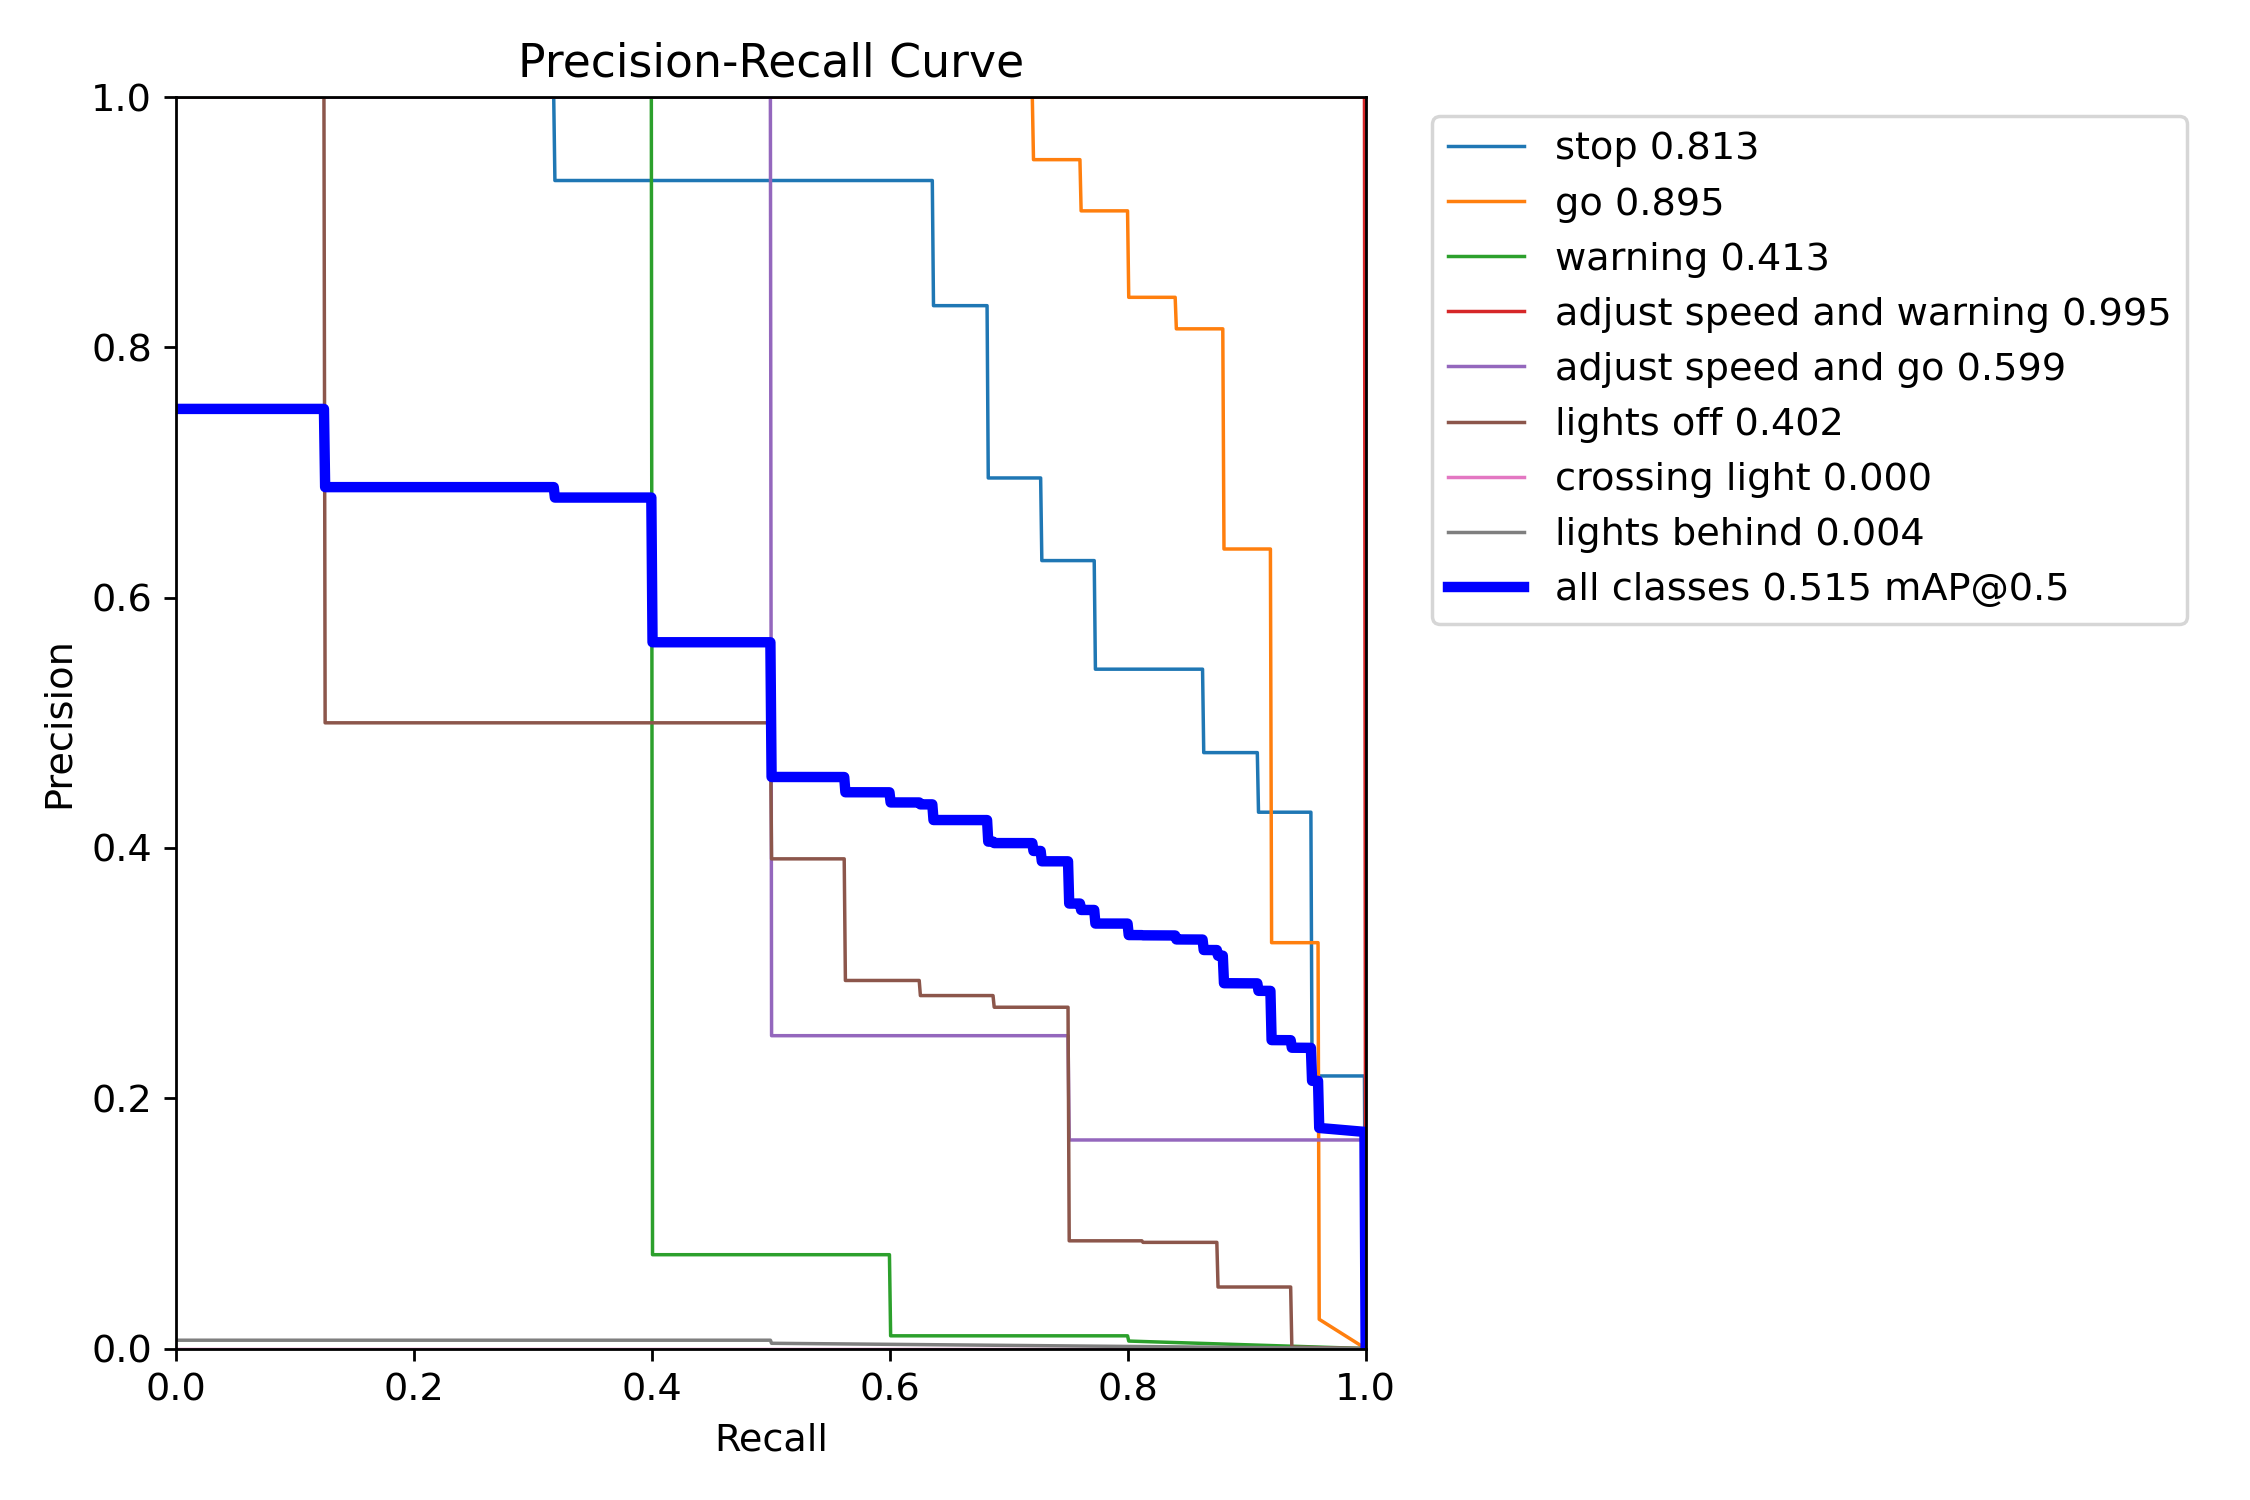 Precision-Recall Curve
1.0
0.8
0.6
0.4
0.2
0.0
Precision
0.0 0.2 0.4 0.6 0.8 1.0
Recall
stop 0.813
go 0.895
warning 0.413
adjust speed and warning 0.995
adjust speed and go 0.599
lights off 0.402
crossing light 0.000
lights behind 0.004
all classes 0.515 mAP@0.5